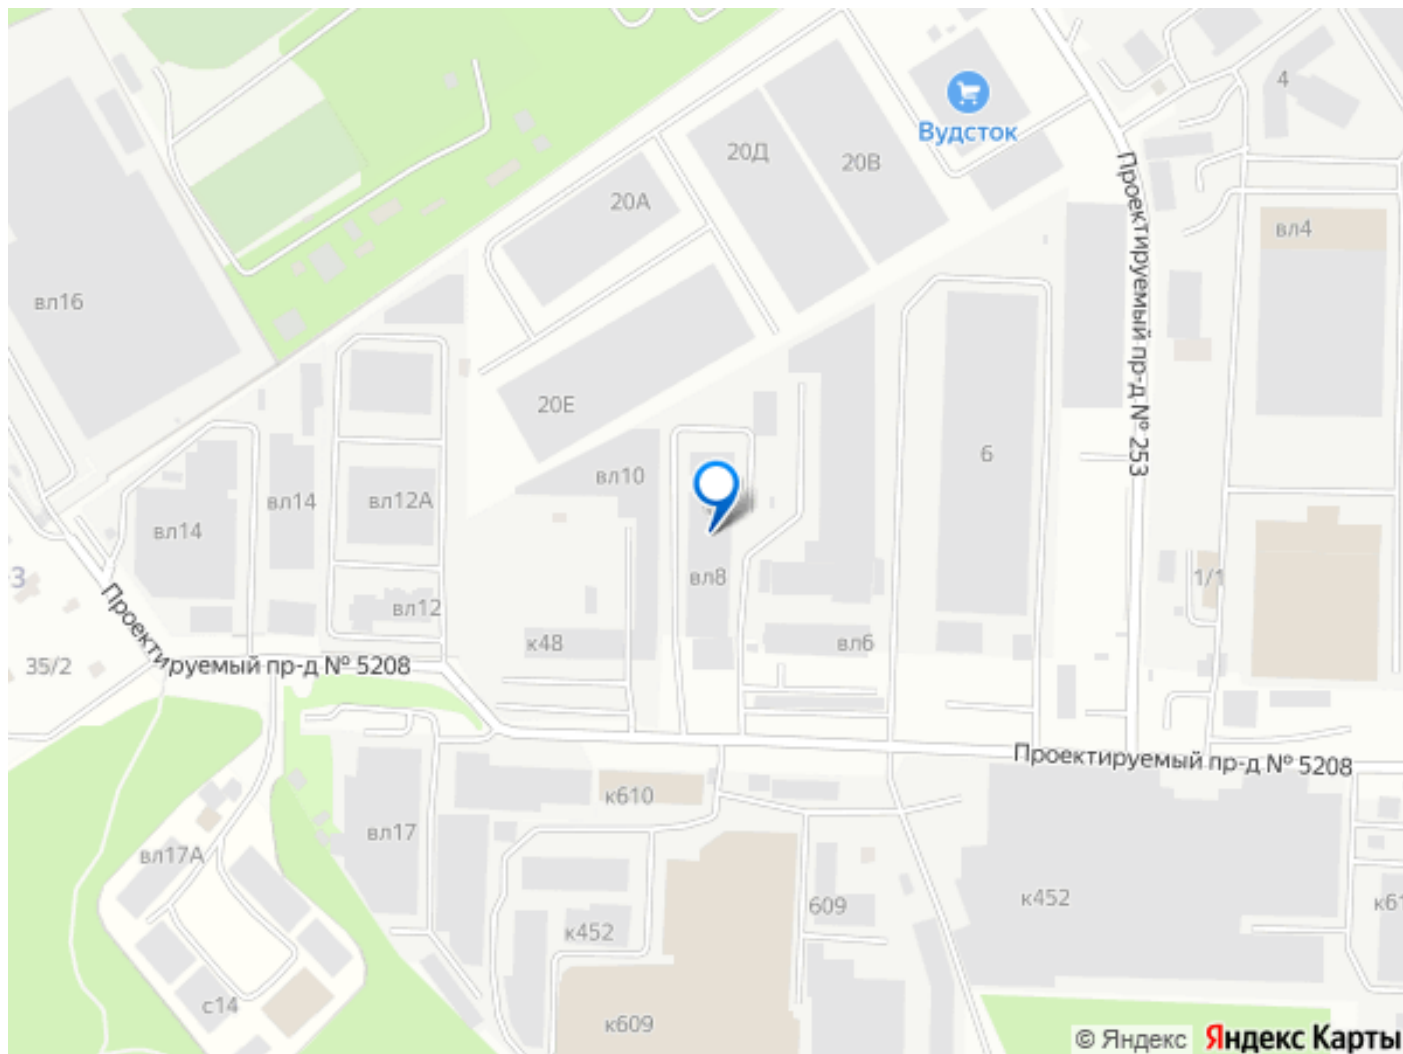 4
Вудсток
20Д
20В
20А
вл4
вл16
Проектируемый пр-д № 253
20Е
6
вл10
вл14
вл12А
вл14
вл8
1/1
3
вл12
к48
вл6
35/2
Проектируемый пр-д № 5208
Проектируемый пр-д № 5208
к610
вл17
вл17А
к452
609
к61
к452
с14
к609
© Яндекс
Яндекс Карты